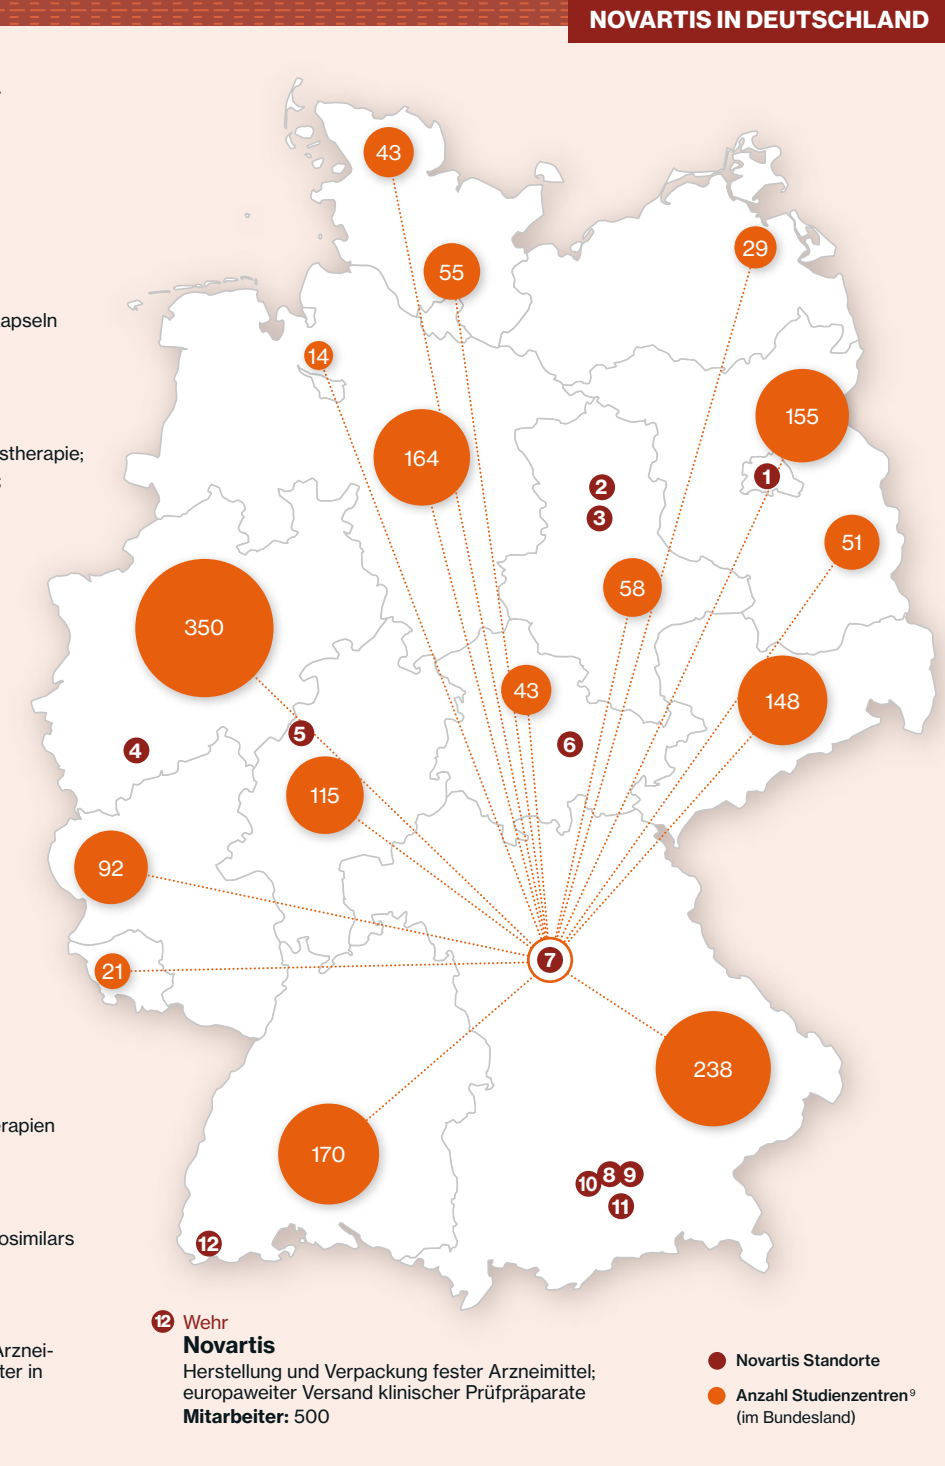 NOVARTIS IN DEUTSCHLAND
43
55
29
14
apseln
155
164
stherapie;
1
2
3
51
58
350
43
148
4
5
6
115
92
7
21
238
erapien
170
8
9
10
11
osimilars
12
12 Wehr
Novartis
Arznei-
ter in
Herstellung und Verpackung fester Arzneimittel;
europaweiter Versand klinischer Prüfpräparate
Mitarbeiter: 500
Novartis Standorte
Anzahl Studienzentren⁹
(im Bundesland)